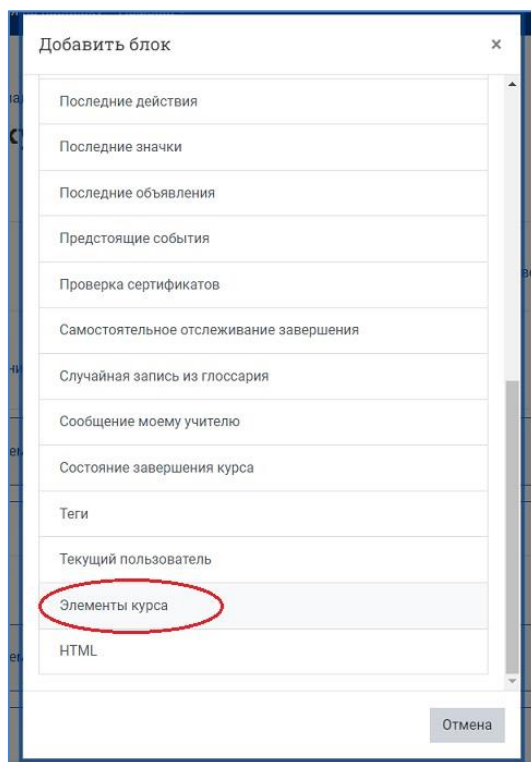 Добавить блок
×
Последние действия
Последние значки
Последние объявления
Предстоящие события
Проверка сертификатов
Самостоятельное отслеживание завершения
Случайная запись из глоссария
Сообщение моему учителю
Состояние завершения курса
Теги
Текущий пользователь
Элементы курса
HTML
Отмена